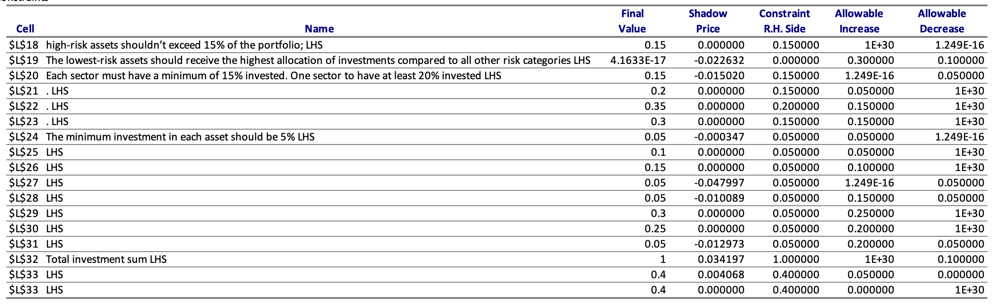 constraints
Final Shadow Constraint Allowable Allowable
Cell Name Value Price R.H. Side Increase Decrease
$L$18 high-risk assets shouldn’t exceed 15% of the portfolio; LHS 0.15 0.000000 0.150000 1E+30 1.249E-16
$L$19 The lowest-risk assets should receive the highest allocation of investments compared to all other risk categories LHS 4.1633E-17 -0.022632 0.000000 0.300000 0.100000
$L$20 Each sector must have a minimum of 15% invested. One sector to have at least 20% invested LHS 0.15 -0.015020 0.150000 1.249E-16 0.050000
$L$21 . LHS 0.2 0.000000 0.150000 0.050000 1E+30
$L$22 . LHS 0.35 0.000000 0.200000 0.150000 1E+30
$L$23 . LHS 0.3 0.000000 0.150000 0.150000 1E+30
$L$24 The minimum investment in each asset should be 5% LHS 0.05 -0.000347 0.050000 0.050000 1.249E-16
$L$25 LHS 0.1 0.000000 0.050000 0.050000 1E+30
$L$26 LHS 0.15 0.000000 0.050000 0.100000 1E+30
$L$27 LHS 0.05 -0.047997 0.050000 1.249E-16 0.050000
$L$28 LHS 0.05 -0.010089 0.050000 0.150000 0.050000
$L$29 LHS 0.3 0.000000 0.050000 0.250000 1E+30
$L$30 LHS 0.25 0.000000 0.050000 0.200000 1E+30
$L$31 LHS 0.05 -0.012973 0.050000 0.200000 0.050000
$L$32 Total investment sum LHS 1 0.034197 1.000000 1E+30 0.100000
$L$33 LHS 0.4 0.004068 0.400000 0.050000 0.000000
$L$33 LHS 0.4 0.000000 0.400000 0.000000 1E+30